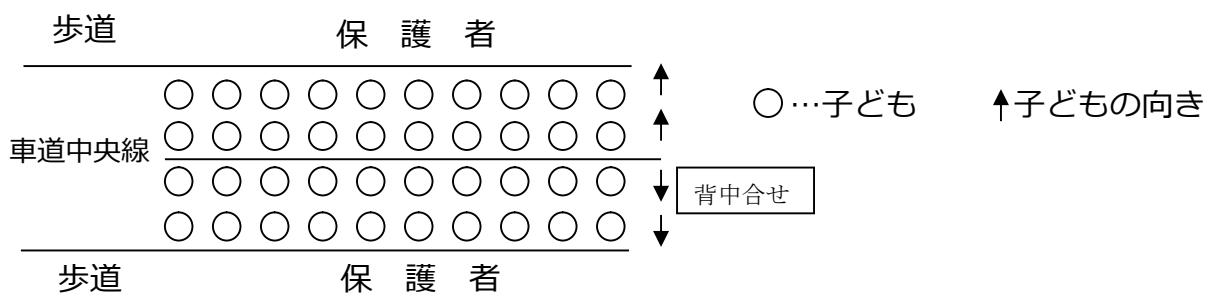 歩道 保 護 者
○…子ども ↑子どもの向き
車道中央線
背中合せ
歩道 保 護 者